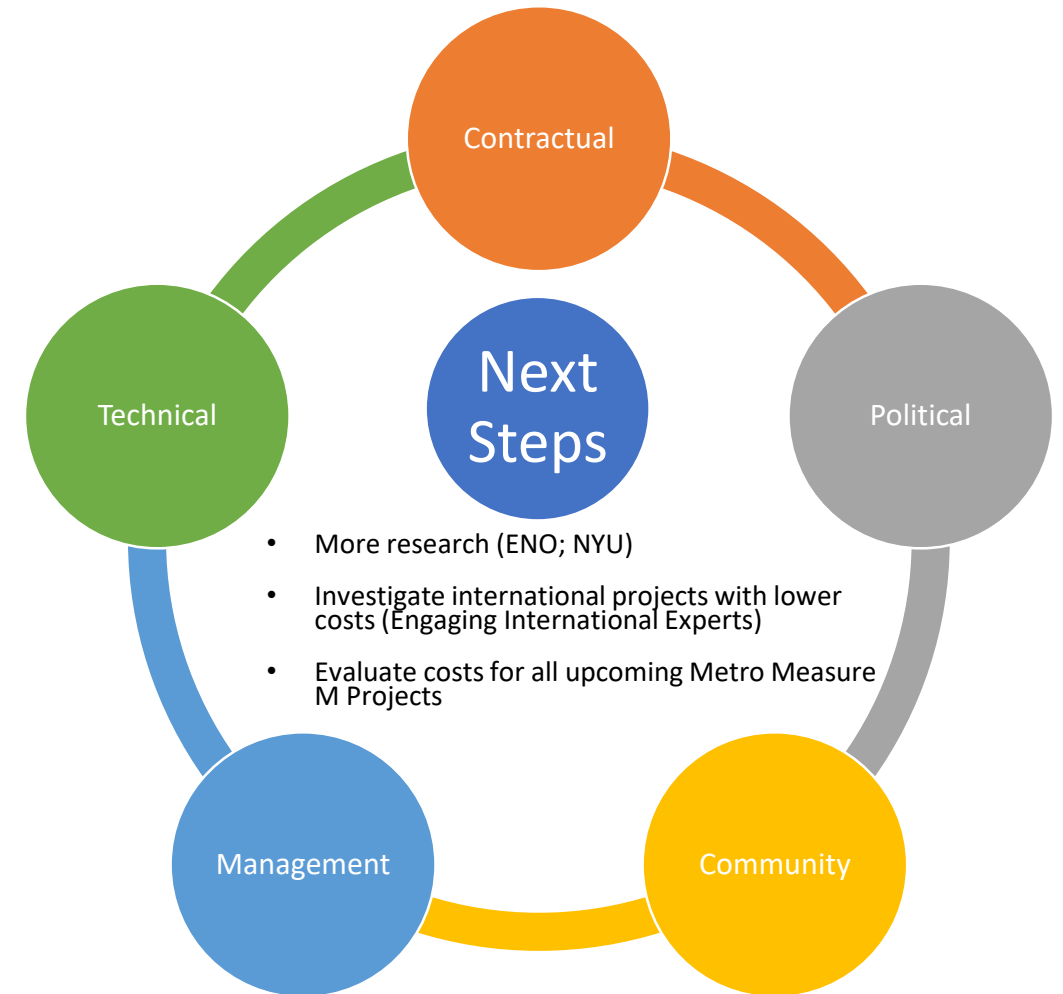 Contractual
Technical
Next
Steps
Political
• More research (ENO; NYU)
• Investigate international projects with lower
costs (Engaging International Experts)
• Evaluate costs for all upcoming Metro Measure
M Projects
Management
Community